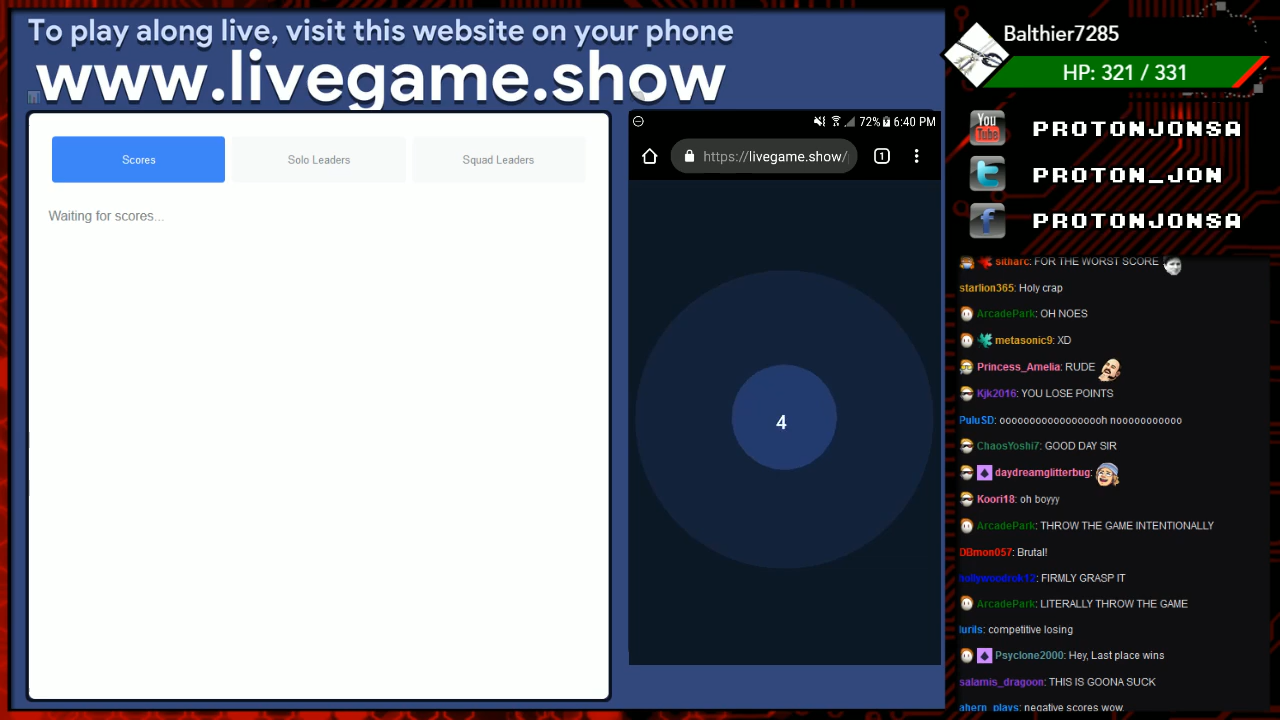 To play along live, visit this website on your phone
www.livegame.show
Scores
Solo Leaders
Squad Leaders
Waiting for scores...
72% 6:40 PM
https://livegame.show/
1
4
Balthier7285
HP: 321 / 331
You Tube
PROTONJONSA
PROTON_JON
PROTONJONSA
sitharc: FOR THE WORST SCORE
starlion365: Holy crap
ArcadePark: OH NOES
metasonic9: XD
Princess_Amelia: RUDE
Kjk2016: YOU LOSE POINTS
PuluSD: ooooooooooooooooooh nooooooooooo
ChaosYoshi7: GOOD DAY SIR
daydreamglitterbug:
Koori18: oh boyyy
ArcadePark: THROW THE GAME INTENTIONALLY
DBmon057: Brutal!
hollywoodrok12: FIRMLY GRASP IT
ArcadePark: LITERALLY THROW THE GAME
lurils: competitive losing
Psyclone2000: Hey, Last place wins
salamis_dragoon: THIS IS GOONA SUCK
ahern_plays: negative scores wow.